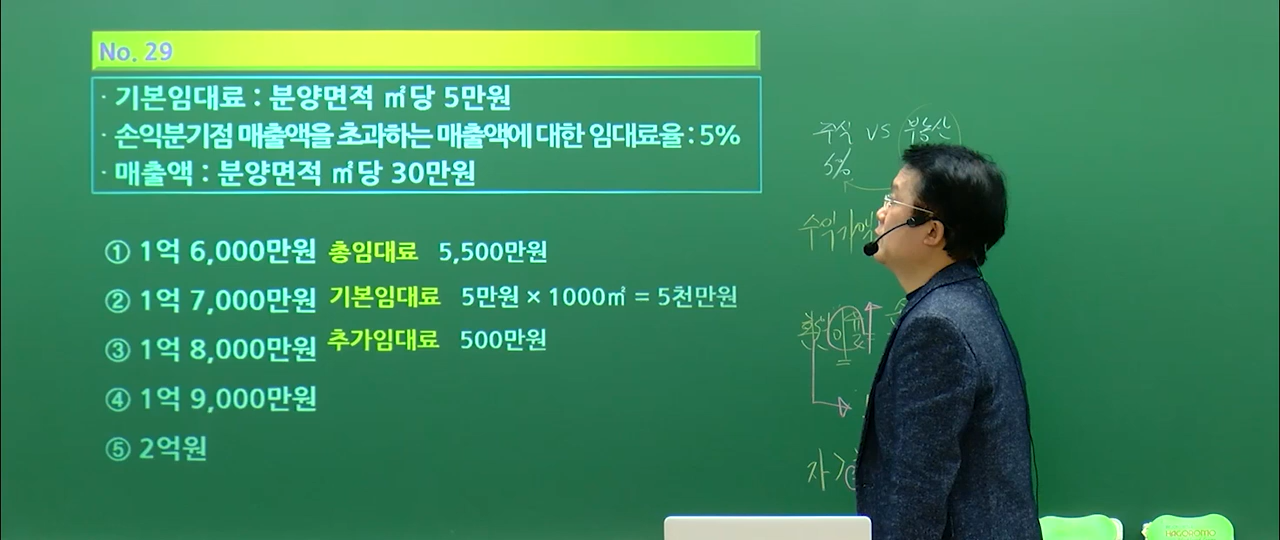 No. 29
· 기본임대료 : 분양면적 ㎡당 5만원
· 손익분기점 매출액을 초과하는 매출액에 대한 임대료율 : 5%
· 매출액 : 분양면적 ㎡당 30만원
① 1억 6,000만원 총임대료 5,500만원
② 1억 7,000만원 기본임대료 5만원 × 1000㎡ = 5천만원
③ 1억 8,000만원 추가임대료 500만원
④ 1억 9,000만원
⑤ 2억원
주식 VS 부동산
5%
수익가액
HAGOROMO